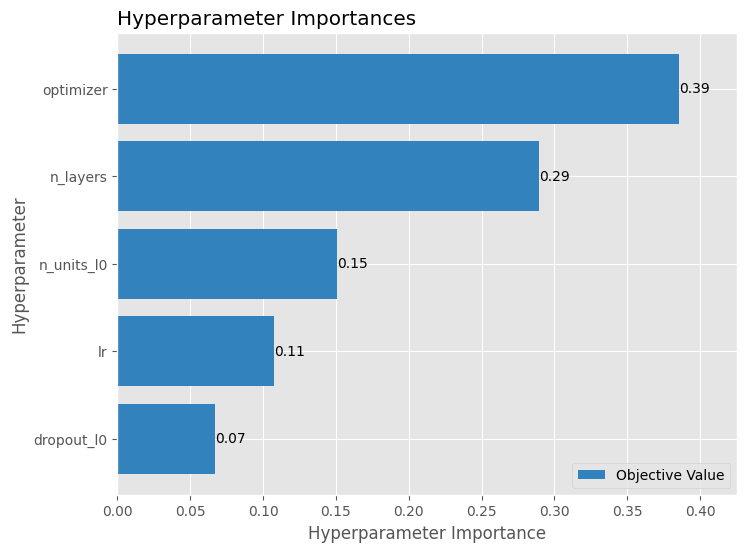 Hyperparameter Importances
optimizer
0.39
n_layers
0.29
n_units_l0
0.15
lr
0.11
dropout_l0
0.07
Hyperparameter
Objective Value
0.00 0.05 0.10 0.15 0.20 0.25 0.30 0.35 0.40
Hyperparameter Importance